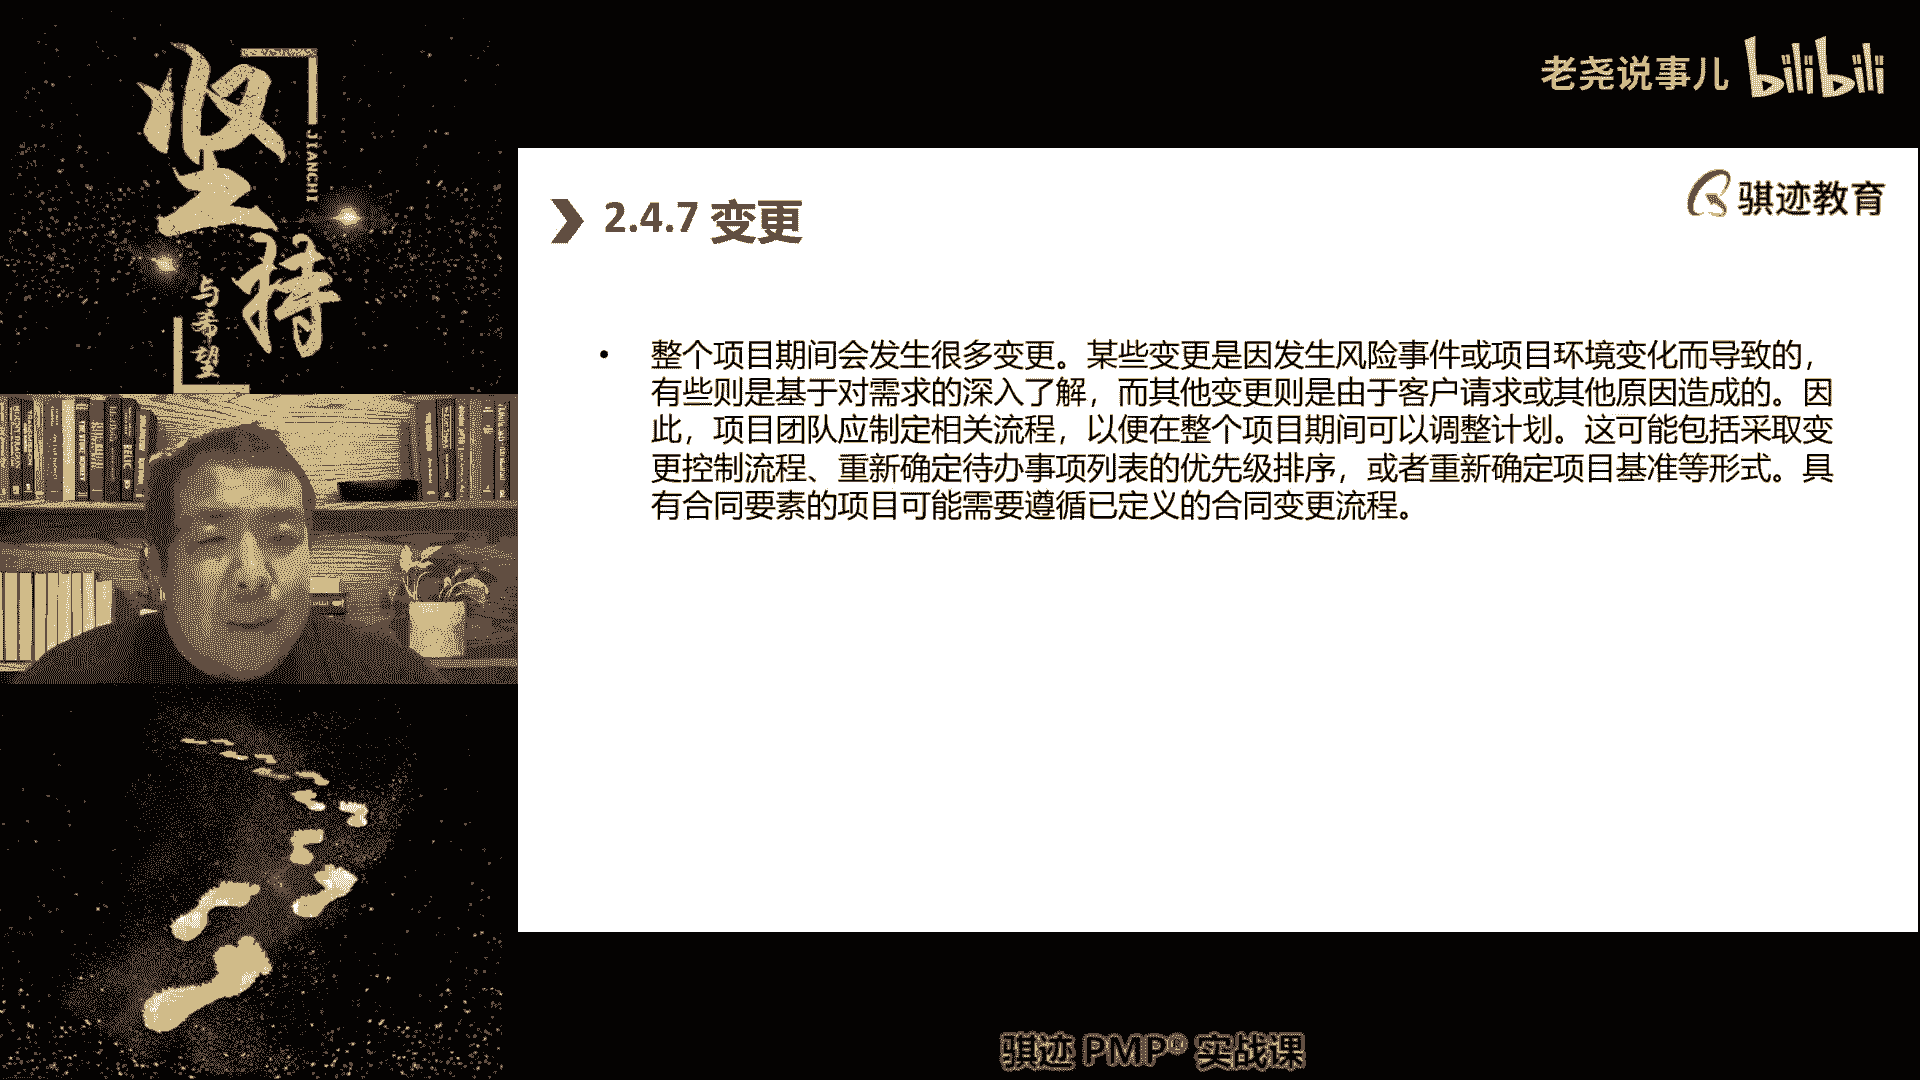 坚持
JIANCHI
与希望
老尧说事儿 bilibili
骐迹教育
2.4.7 变更
• 整个项目期间会发生很多变更。某些变更是因发生风险事件或项目环境变化而导致的，
有些则是基于对需求的深入了解，而其他变更则是由于客户请求或其他原因造成的。因
此，项目团队应制定相关流程，以便在整个项目期间可以调整计划。这可能包括采取变
更控制流程、重新确定待办事项列表的优先级排序，或者重新确定项目基准等形式。具
有合同要素的项目可能需要遵循已定义的合同变更流程。
骐迹 PMP® 实战课